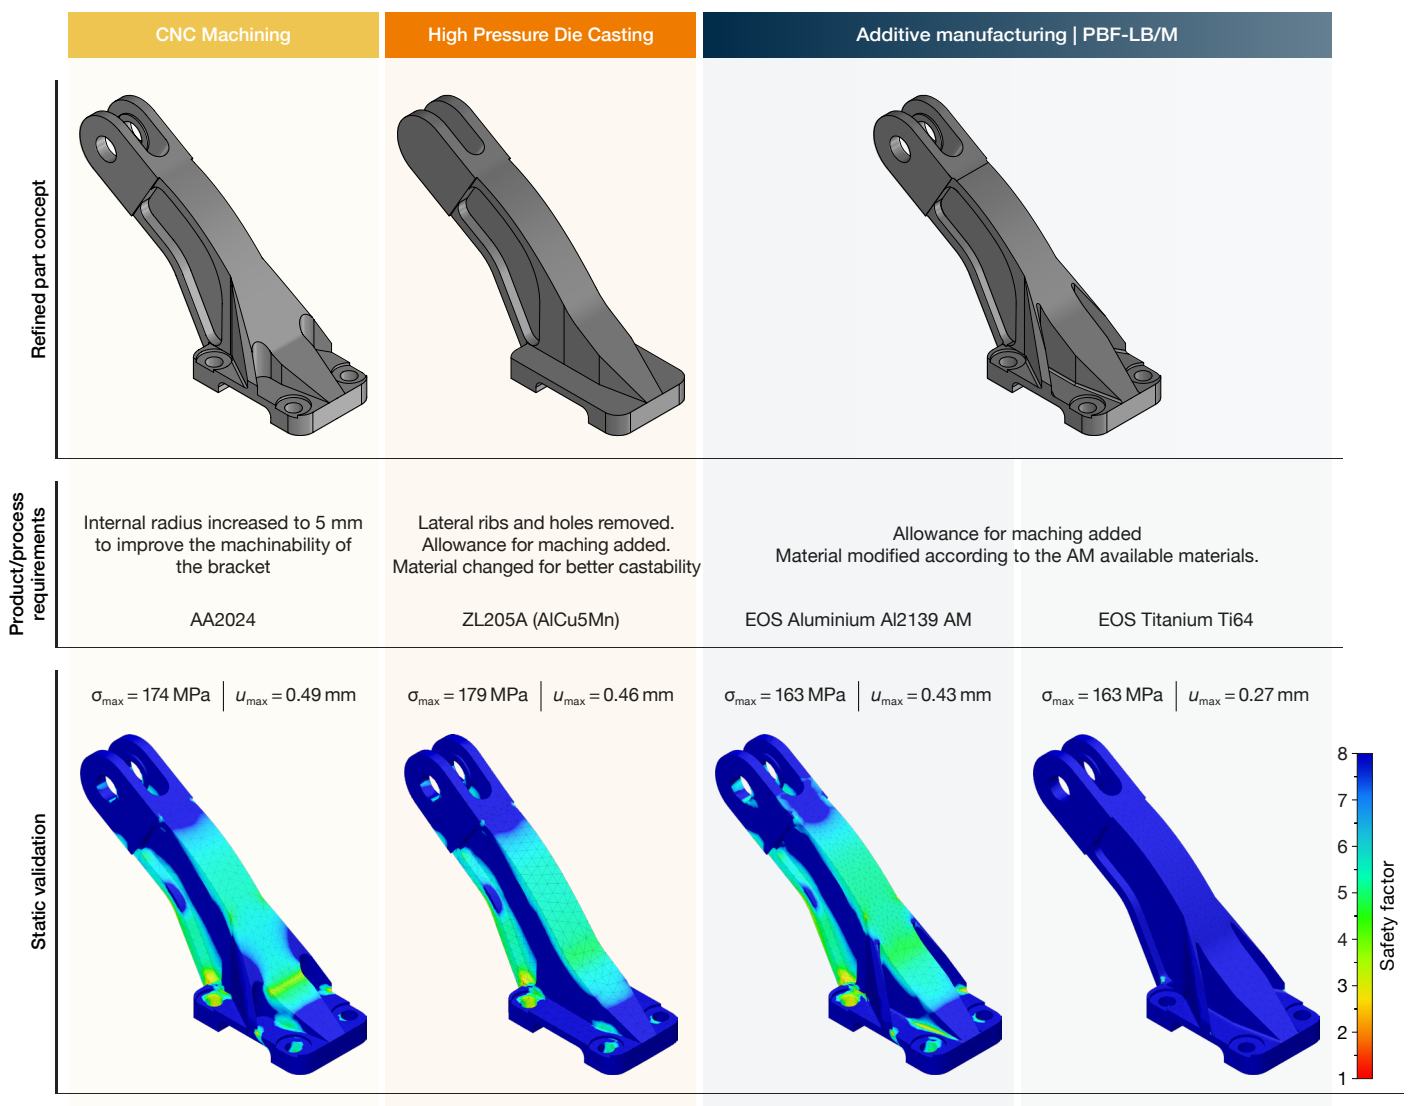 CNC Machining
High Pressure Die Casting
Additive manufacturing | PBF-LB/M
Refined part concept
Product/process
requirements
Internal radius increased to 5 mm
to improve the machinability of
the bracket
AA2024
Lateral ribs and holes removed.
Allowance for maching added.
Material changed for better castability
ZL205A (AlCu5Mn)
Allowance for maching added
Material modified according to the AM available materials.
EOS Aluminium Al2139 AM
EOS Titanium Ti64
Static validation
σmax = 174 MPa | umax = 0.49 mm
σmax = 179 MPa | umax = 0.46 mm
σmax = 163 MPa | umax = 0.43 mm
σmax = 163 MPa | umax = 0.27 mm
8
7
6
5
4
3
2
1
Safety factor